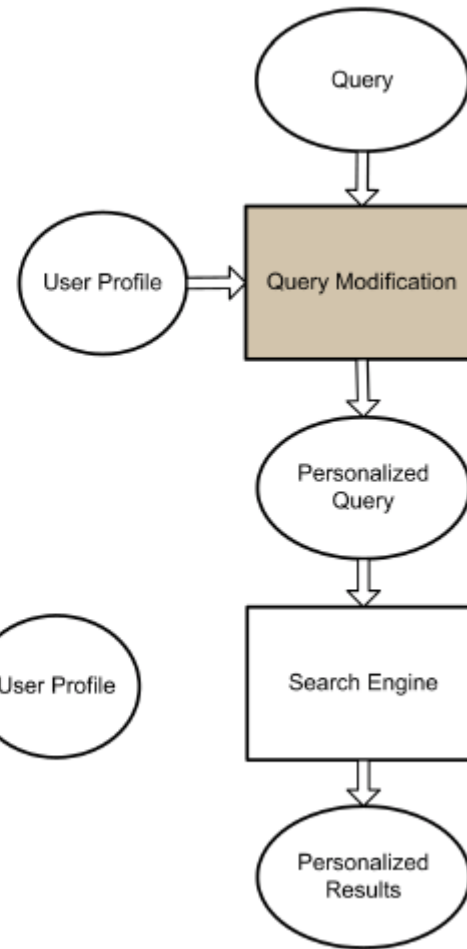 Query
User Profile
Query Modification
Personalized
Query
User Profile
Search Engine
Personalized
Results